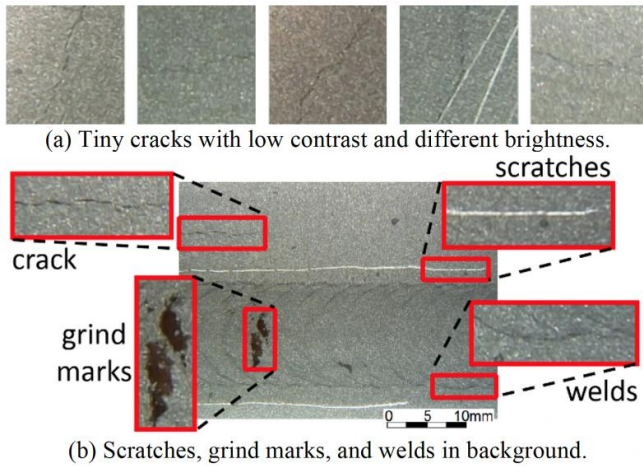 (a) Tiny cracks with low contrast and different brightness.
scratches
crack
grind
marks
welds
0 5 10mm
(b) Scratches, grind marks, and welds in background.